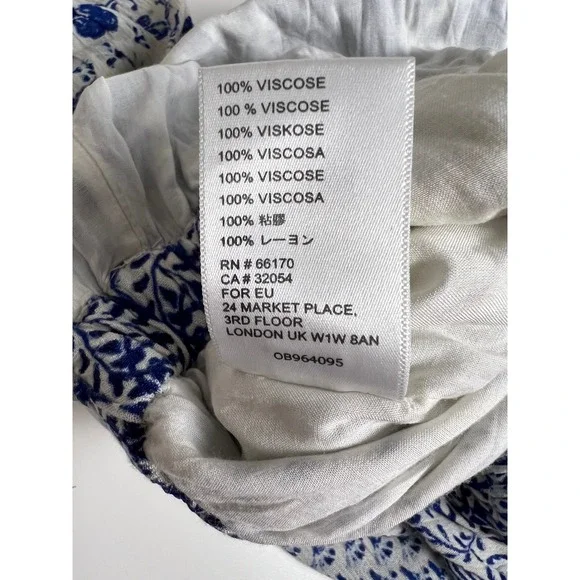 100% VISCOSE
100 % VISCOSE
100% VISKOSE
100% VISCOSA
100% VISCOSE
100% VISCOSA
100% 粘膠
100% レーヨン
RN # 66170
CA # 32054
FOR EU
24 MARKET PLACE,
3RD FLOOR
LONDON UK W1W 8AN
OB964095